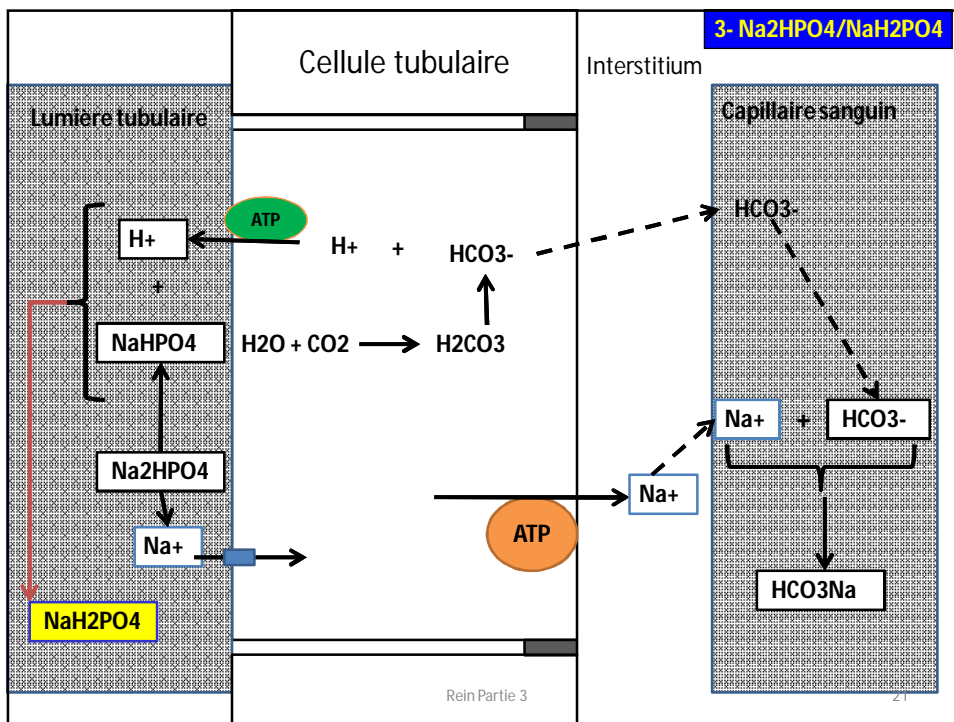 3- Na2HPO4/NaH2PO4
Cellule tubulaire
Interstitium
Lumière tubulaire
Capillaire sanguin
ATP
HCO3-
H+
H+ + HCO3-
+
NaHPO4
H2O + CO2
H2CO3
Na+ + HCO3-
Na2HPO4
Na+
ATP
Na+
HCO3Na
NaH2PO4
Rein Partie 3
21